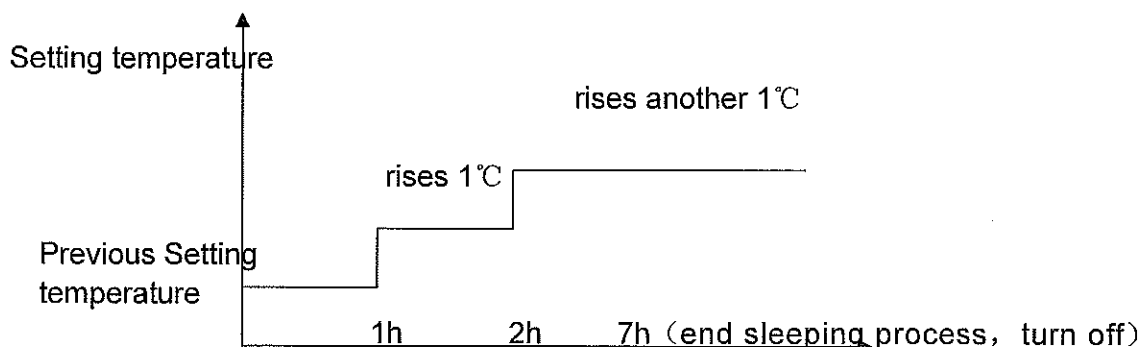 Setting temperature
rises another 1℃
rises 1℃
Previous Setting
temperature
1h 2h 7h（end sleeping process，turn off）